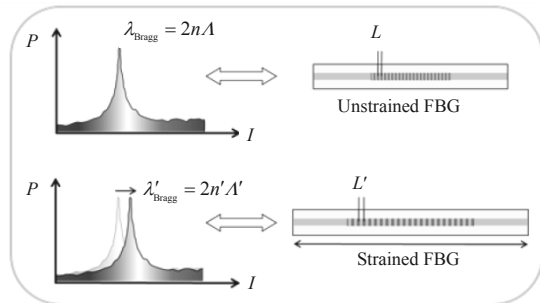 P
λBragg = 2nΛ
L
I
Unstrained FBG
P
λ′Bragg = 2n′Λ′
L′
I
Strained FBG